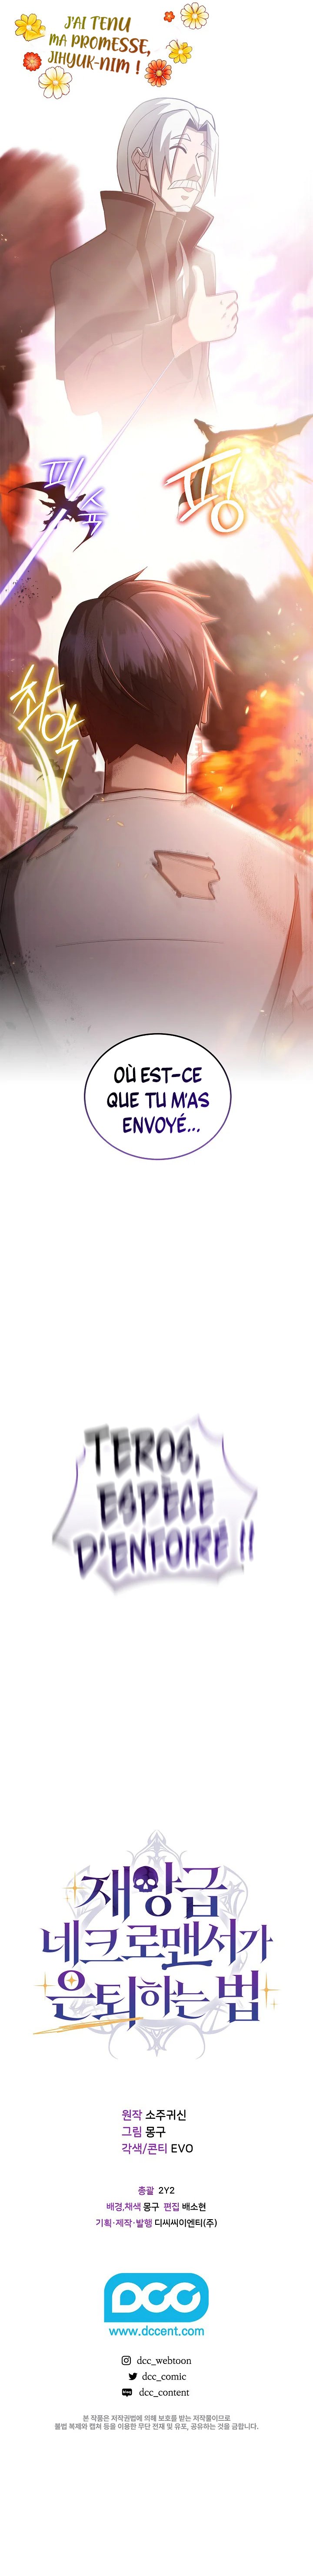 J'AI TENU
MA PROMESSE,
JIHYUK-NIM !
피슉
펑
촤악
OÙ EST-CE
QUE TU M'AS
ENVOYÉ...
TEROS,
ESPÈCE
D'ENFOIRÉ !!
재앙급
네크로맨서가
은퇴하는 법
원작 소주귀신
그림 몽구
각색/콘티 EVO
총괄 2Y2
배경,채색 몽구 편집 배소현
기획·제작·발행 디씨씨이엔티(주)
DCC
www.dccent.com
dcc_webtoon
dcc_comic
dcc_content
본 작품은 저작권법에 의해 보호를 받는 저작물이므로
불법 복제와 캡쳐 등을 이용한 무단 전재 및 유포, 공유하는 것을 금합니다.